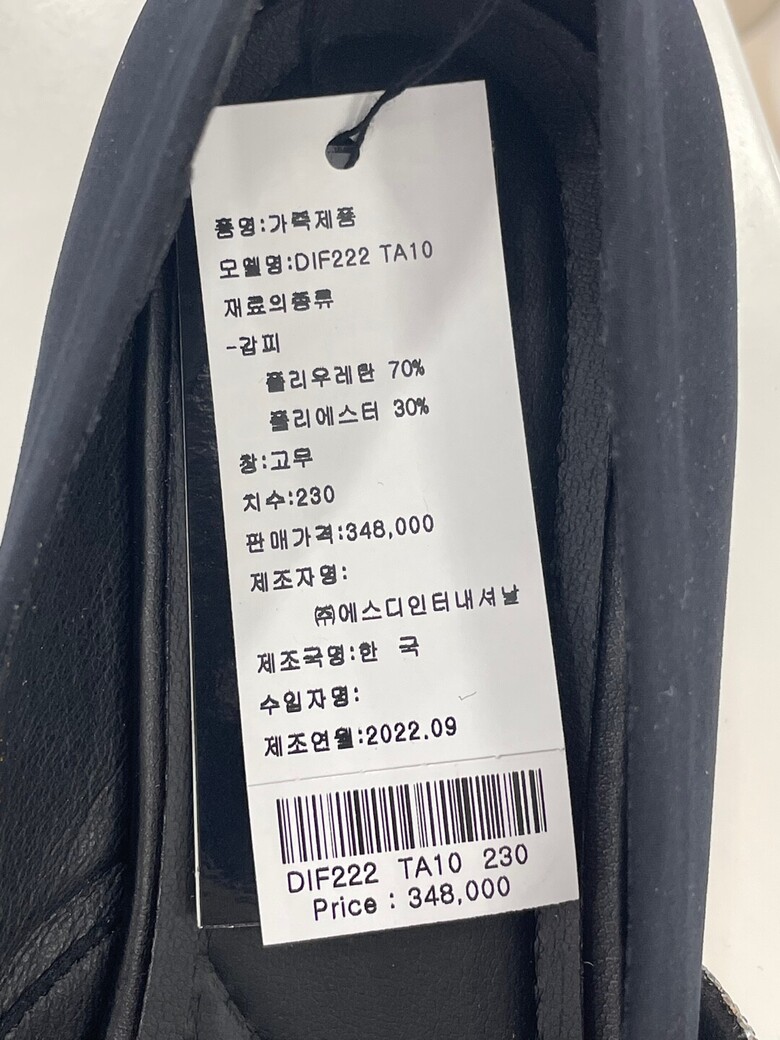 품명:가죽제품
모델명:DIF222 TA10
재료의종류
-갑피
폴리우레탄 70%
폴리에스터 30%
창:고무
치수:230
판매가격:348,000
제조자명:
㈜에스디인터내셔날
제조국명:한 국
수입자명:
제조연월:2022.09
DIF222 TA10 230
Price : 348,000